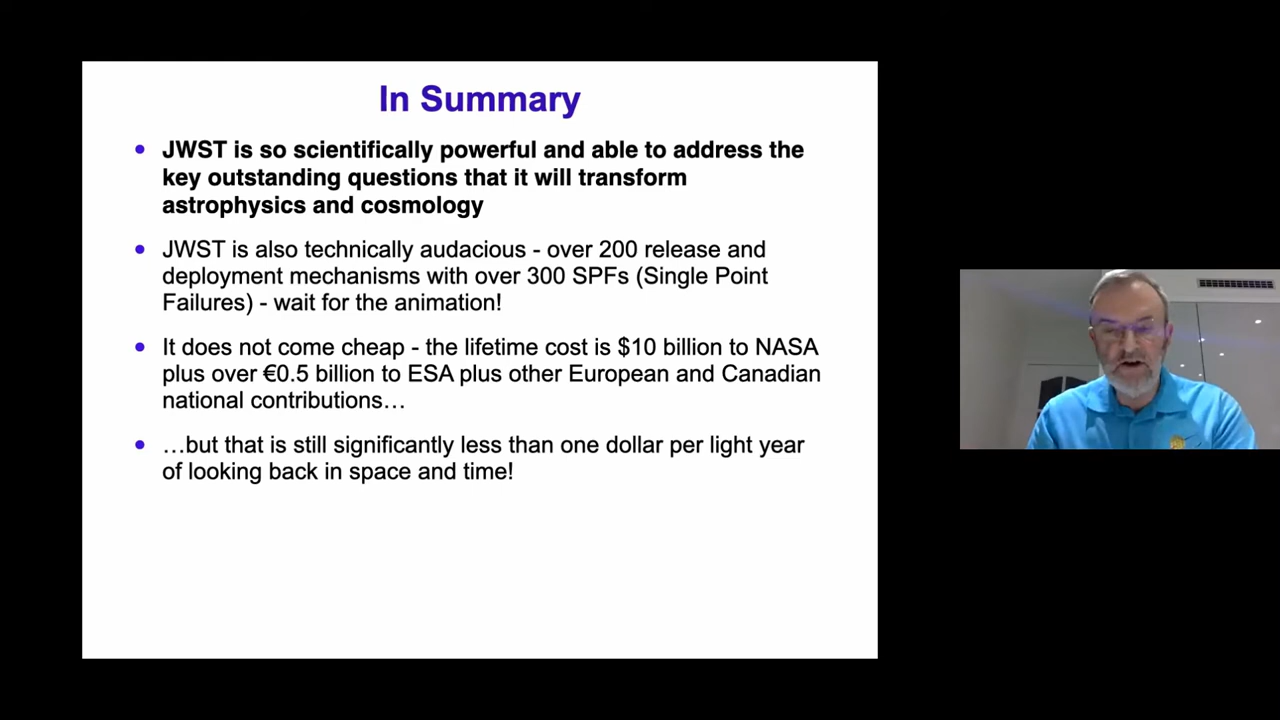 In Summary
• JWST is so scientifically powerful and able to address the
key outstanding questions that it will transform
astrophysics and cosmology
• JWST is also technically audacious - over 200 release and
deployment mechanisms with over 300 SPFs (Single Point
Failures) - wait for the animation!
• It does not come cheap - the lifetime cost is $10 billion to NASA
plus over €0.5 billion to ESA plus other European and Canadian
national contributions…
• …but that is still significantly less than one dollar per light year
of looking back in space and time!